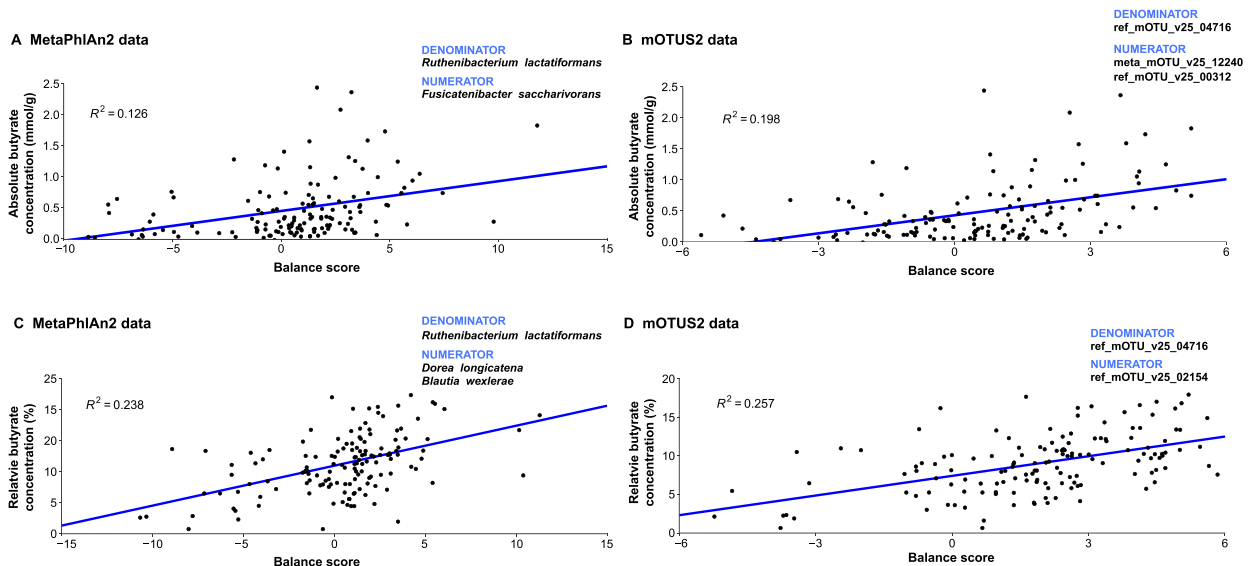 A MetaPhlAn2 data
DENOMINATOR
Ruthenibacterium lactatiformans
NUMERATOR
Fusicatenibacter saccharivorans
R² = 0.126
Absolute butyrate
concentration (mmol/g)
2.5
2.0
1.5
1.0
0.5
0.0
−10
−5
0
5
10
15
Balance score
B mOTUS2 data
DENOMINATOR
ref_mOTU_v25_04716
NUMERATOR
meta_mOTU_v25_12240
ref_mOTU_v25_00312
R² = 0.198
Absolute butyrate
concentration (mmol/g)
2.5
2.0
1.5
1.0
0.5
0.0
−6
−3
0
3
6
Balance score
C MetaPhlAn2 data
DENOMINATOR
Ruthenibacterium lactatiformans
NUMERATOR
Dorea longicatena
Blautia wexlerae
R² = 0.238
Relatvie butyrate
concentration (%)
25
15
20
10
5
0
−15
−10
−5
0
5
10
15
Balance score
D mOTUS2 data
DENOMINATOR
ref_mOTU_v25_04716
NUMERATOR
ref_mOTU_v25_02154
R² = 0.257
Relatvie butyrate
concentration (%)
20
15
10
5
0
−6
−3
0
3
6
Balance score